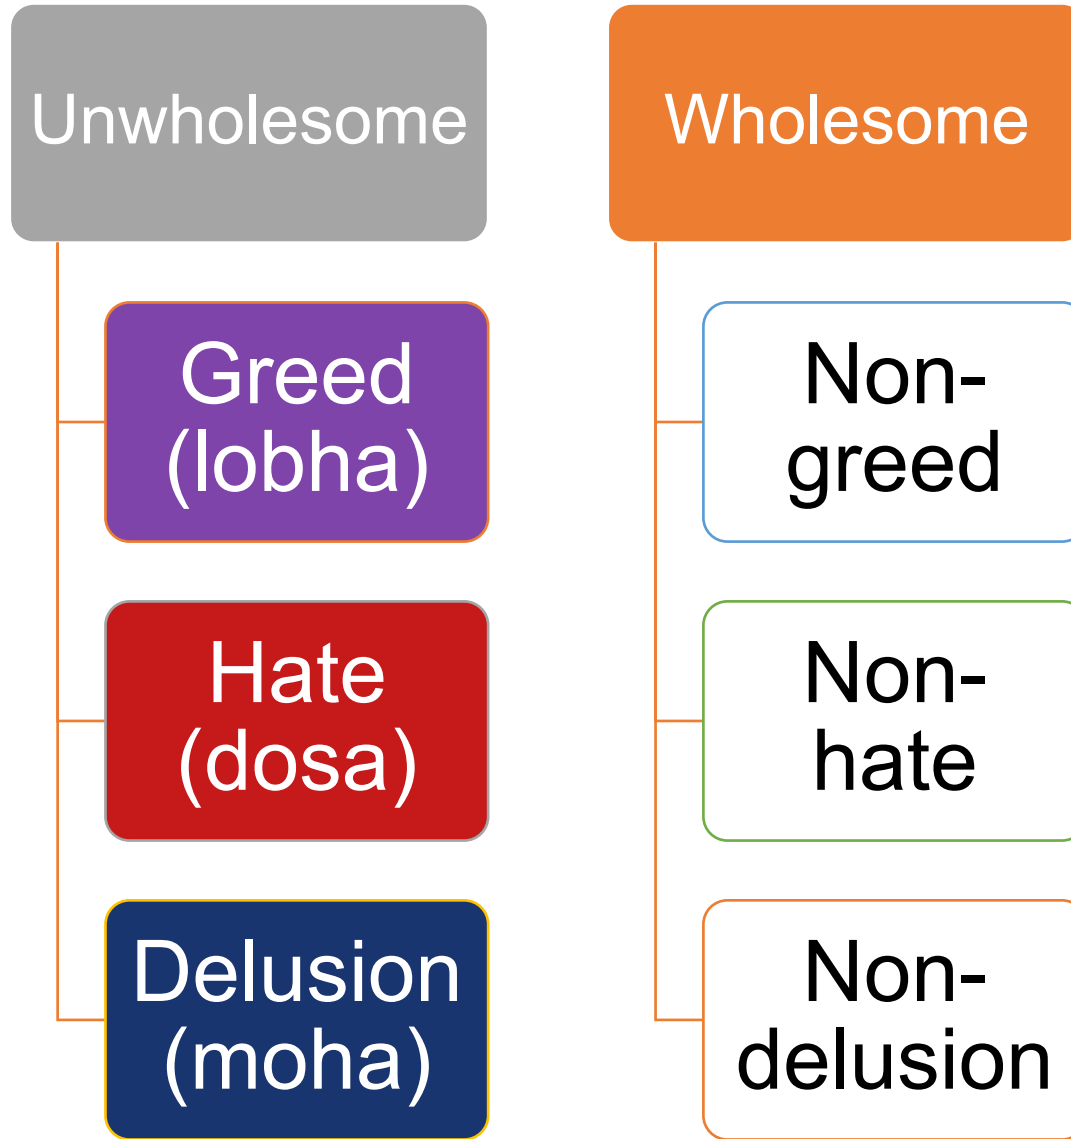 Unwholesome
Greed
(lobha)
Hate
(dosa)
Delusion
(moha)
Wholesome
Non-
greed
Non-
hate
Non-
delusion